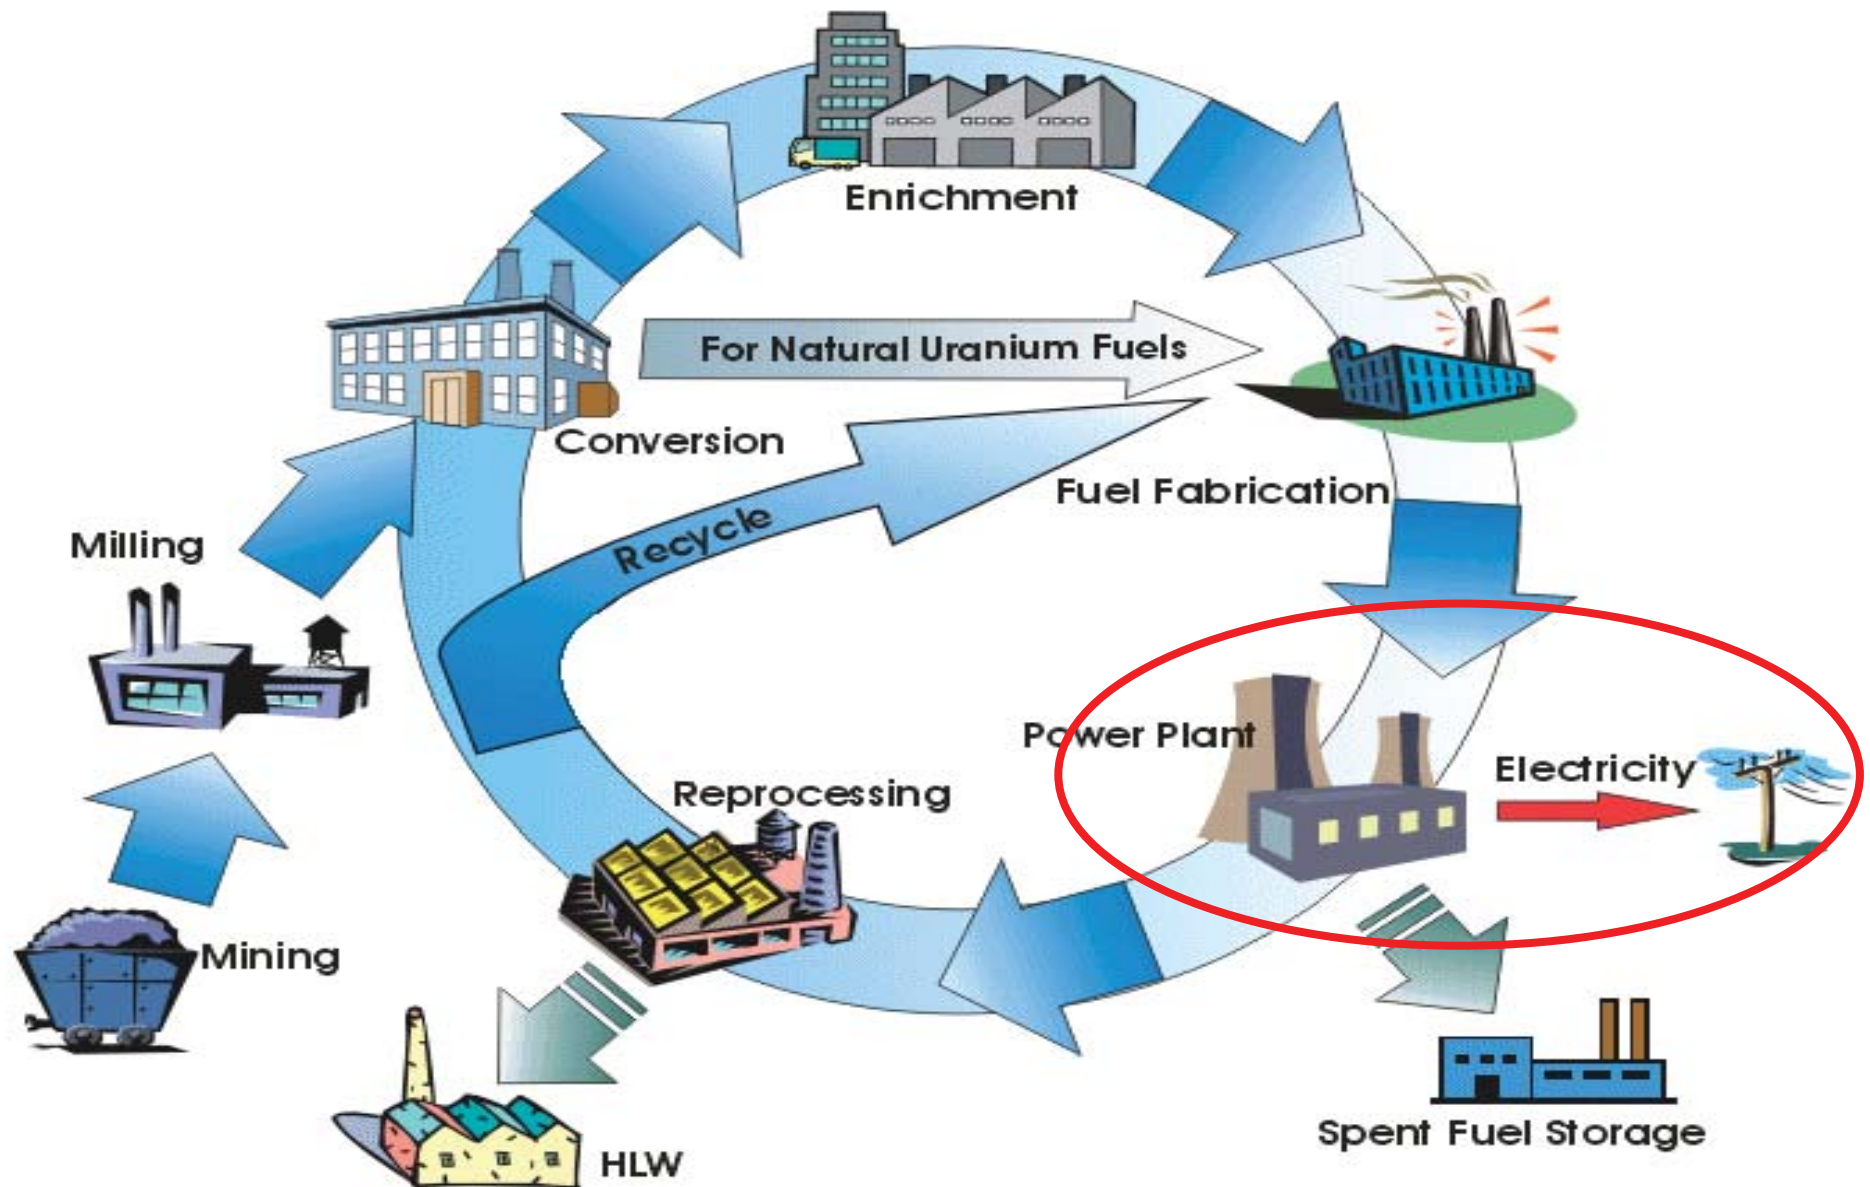 Enrichment
For Natural Uranium Fuels
Conversion
Fuel Fabrication
Recycle
Milling
Power Plant
Electricity
Reprocessing
Mining
Spent Fuel Storage
HLW